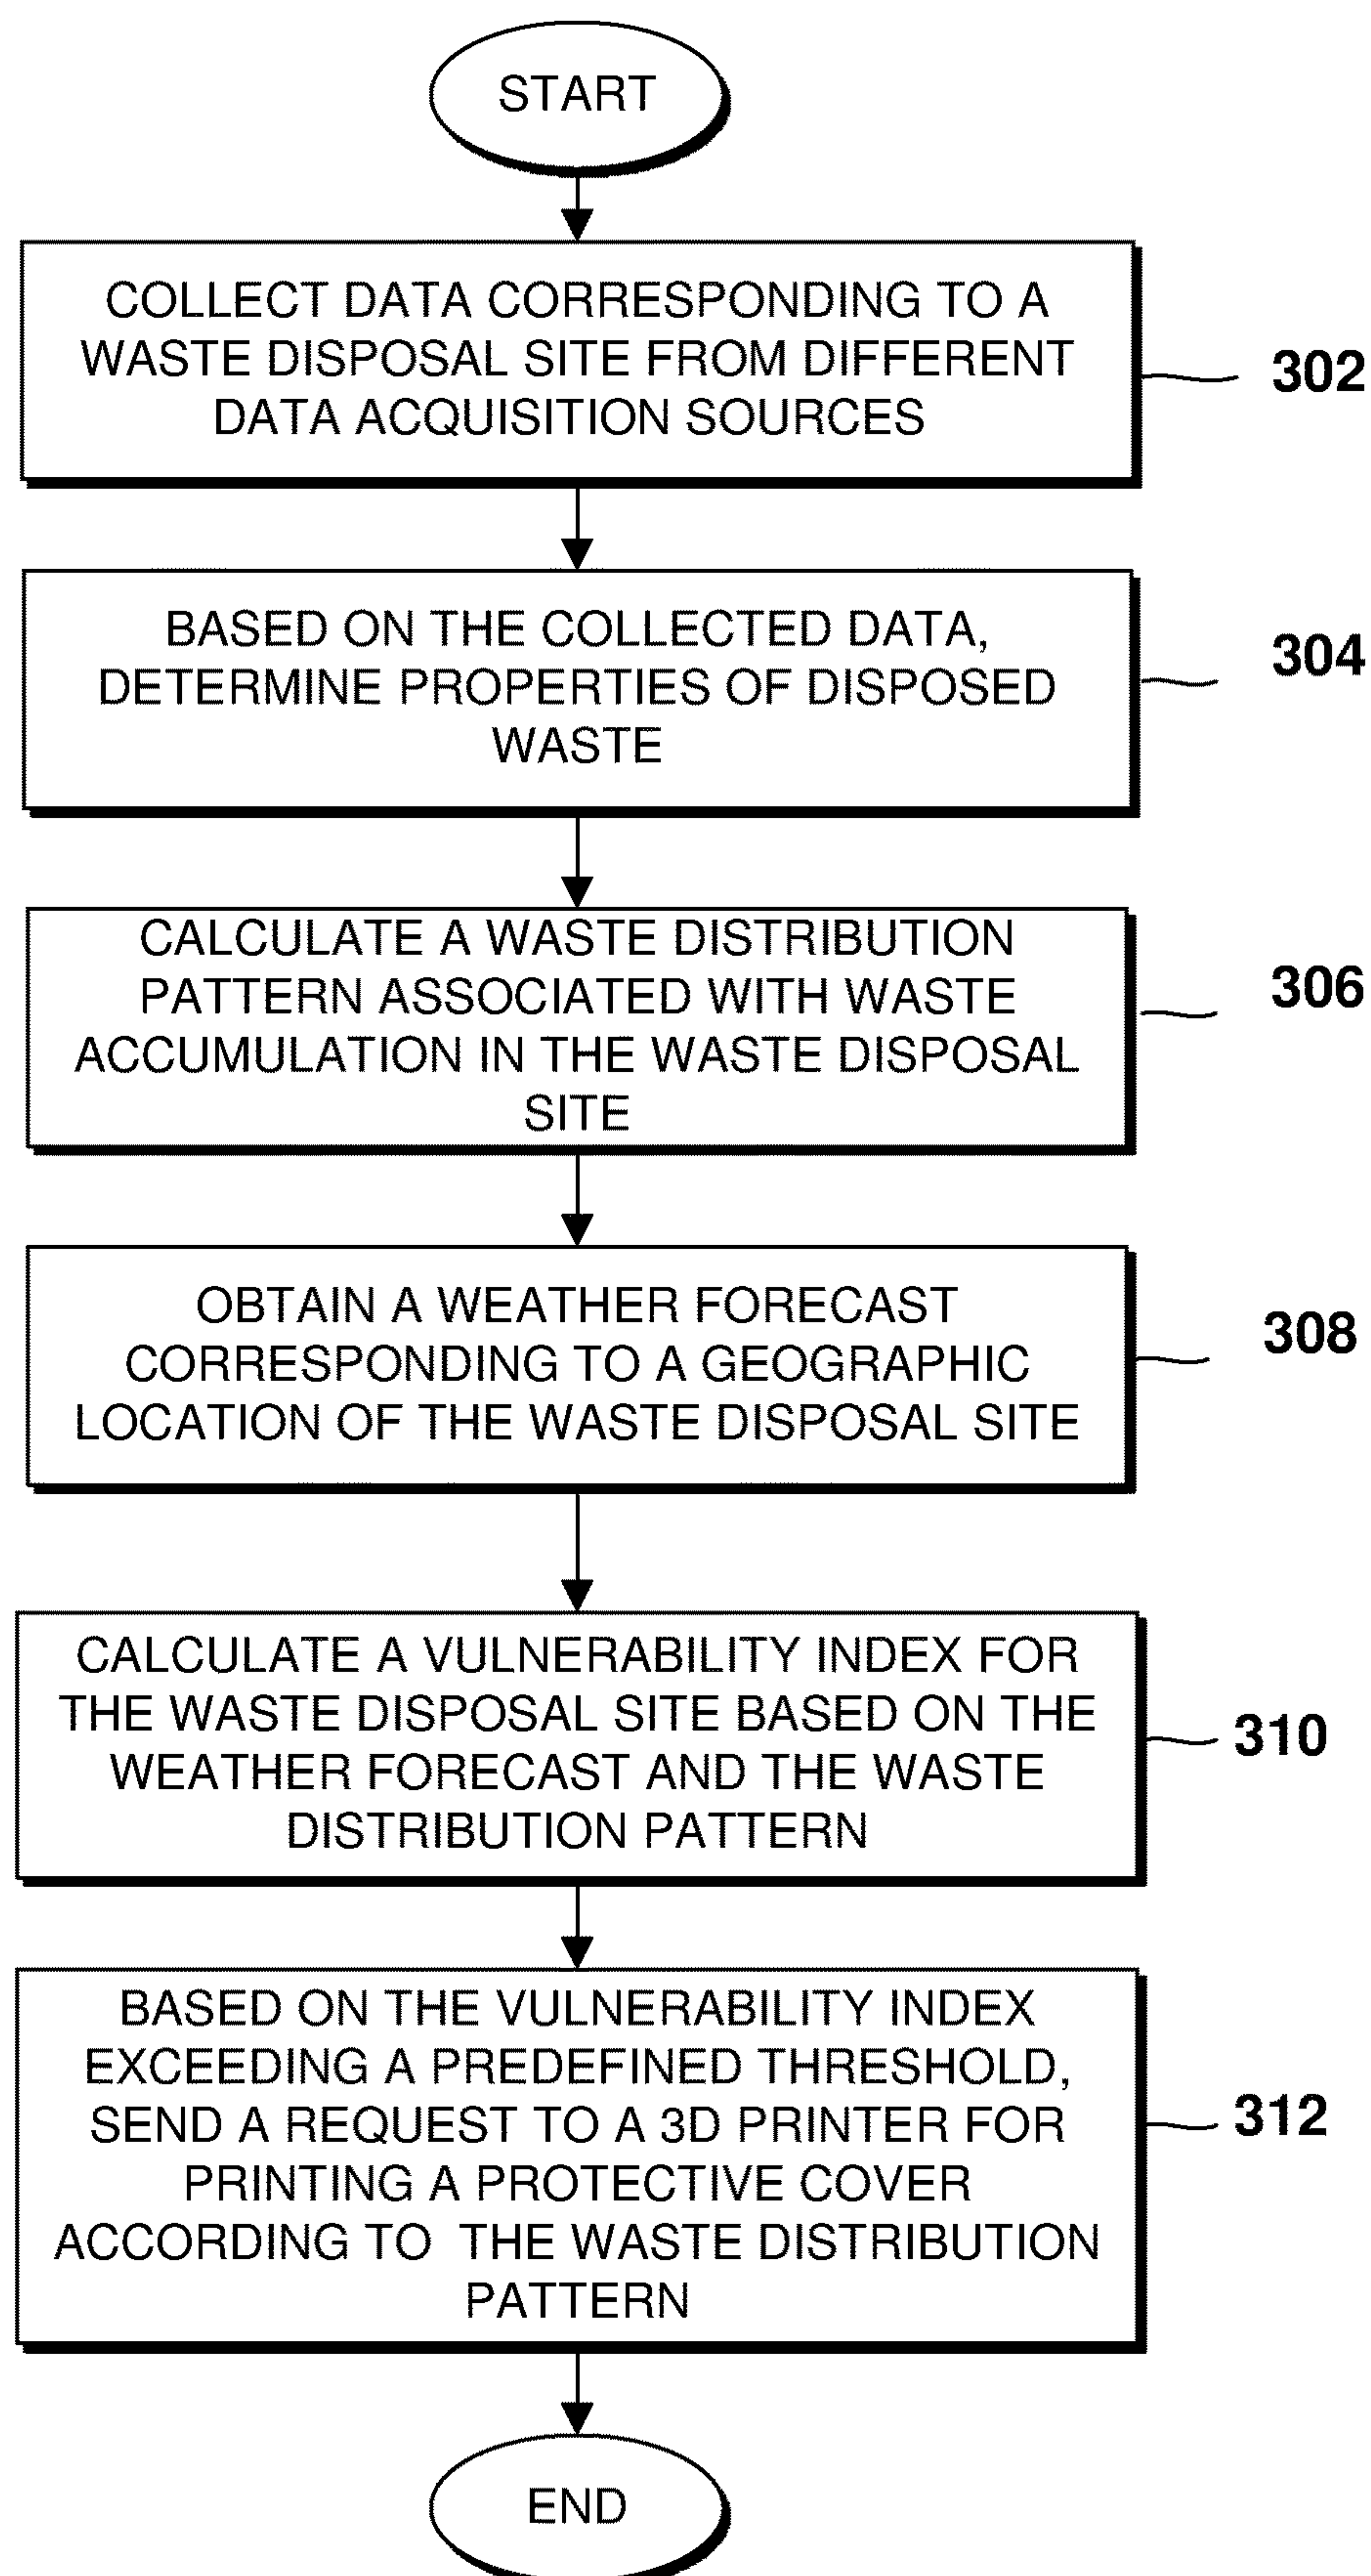 START
COLLECT DATA CORRESPONDING TO A
WASTE DISPOSAL SITE FROM DIFFERENT
DATA ACQUISITION SOURCES
302
BASED ON THE COLLECTED DATA,
DETERMINE PROPERTIES OF DISPOSED
WASTE
304
CALCULATE A WASTE DISTRIBUTION
PATTERN ASSOCIATED WITH WASTE
ACCUMULATION IN THE WASTE DISPOSAL
SITE
306
OBTAIN A WEATHER FORECAST
CORRESPONDING TO A GEOGRAPHIC
LOCATION OF THE WASTE DISPOSAL SITE
308
CALCULATE A VULNERABILITY INDEX FOR
THE WASTE DISPOSAL SITE BASED ON THE
WEATHER FORECAST AND THE WASTE
DISTRIBUTION PATTERN
310
BASED ON THE VULNERABILITY INDEX
EXCEEDING A PREDEFINED THRESHOLD,
SEND A REQUEST TO A 3D PRINTER FOR
PRINTING A PROTECTIVE COVER
ACCORDING TO THE WASTE DISTRIBUTION
PATTERN
312
END